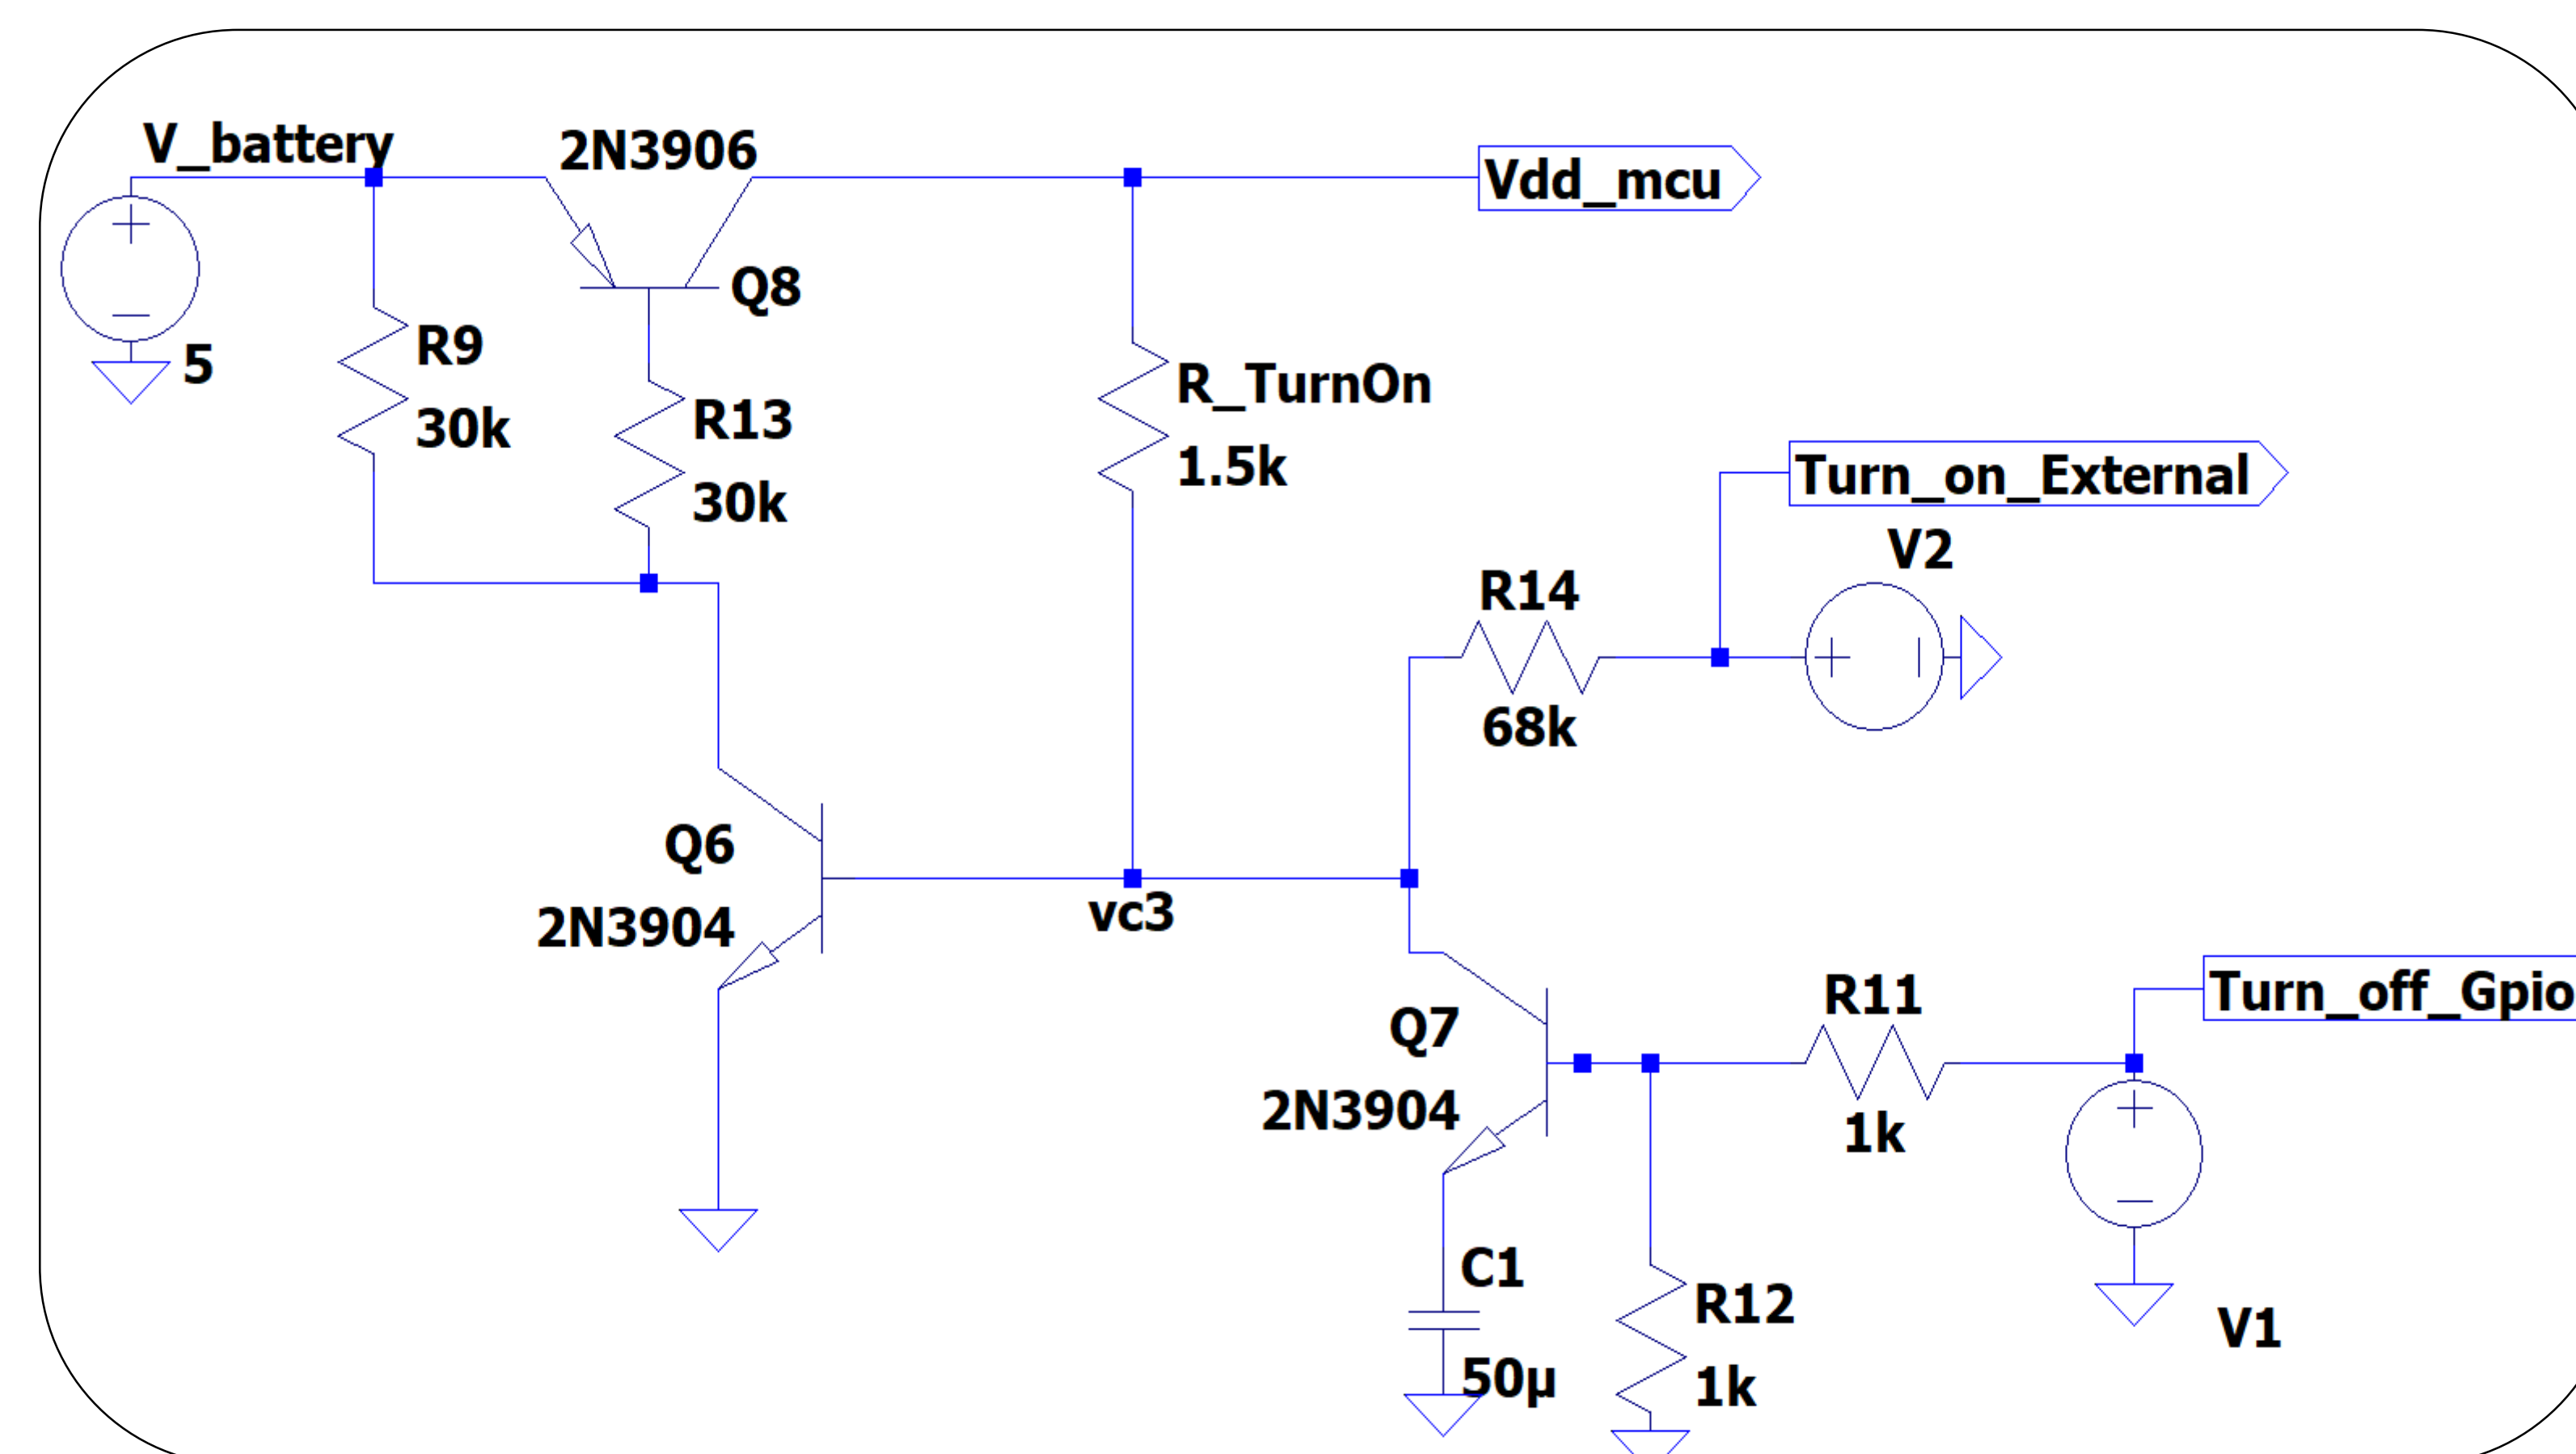 V_battery
2N3906
Vdd_mcu
Q8
R9
30k
5
R13
30k
R_TurnOn
1.5k
Turn_on_External
V2
R14
68k
Q6
2N3904
vc3
Turn_off_Gpio
R11
1k
Q7
2N3904
C1
50µ
R12
1k
V1